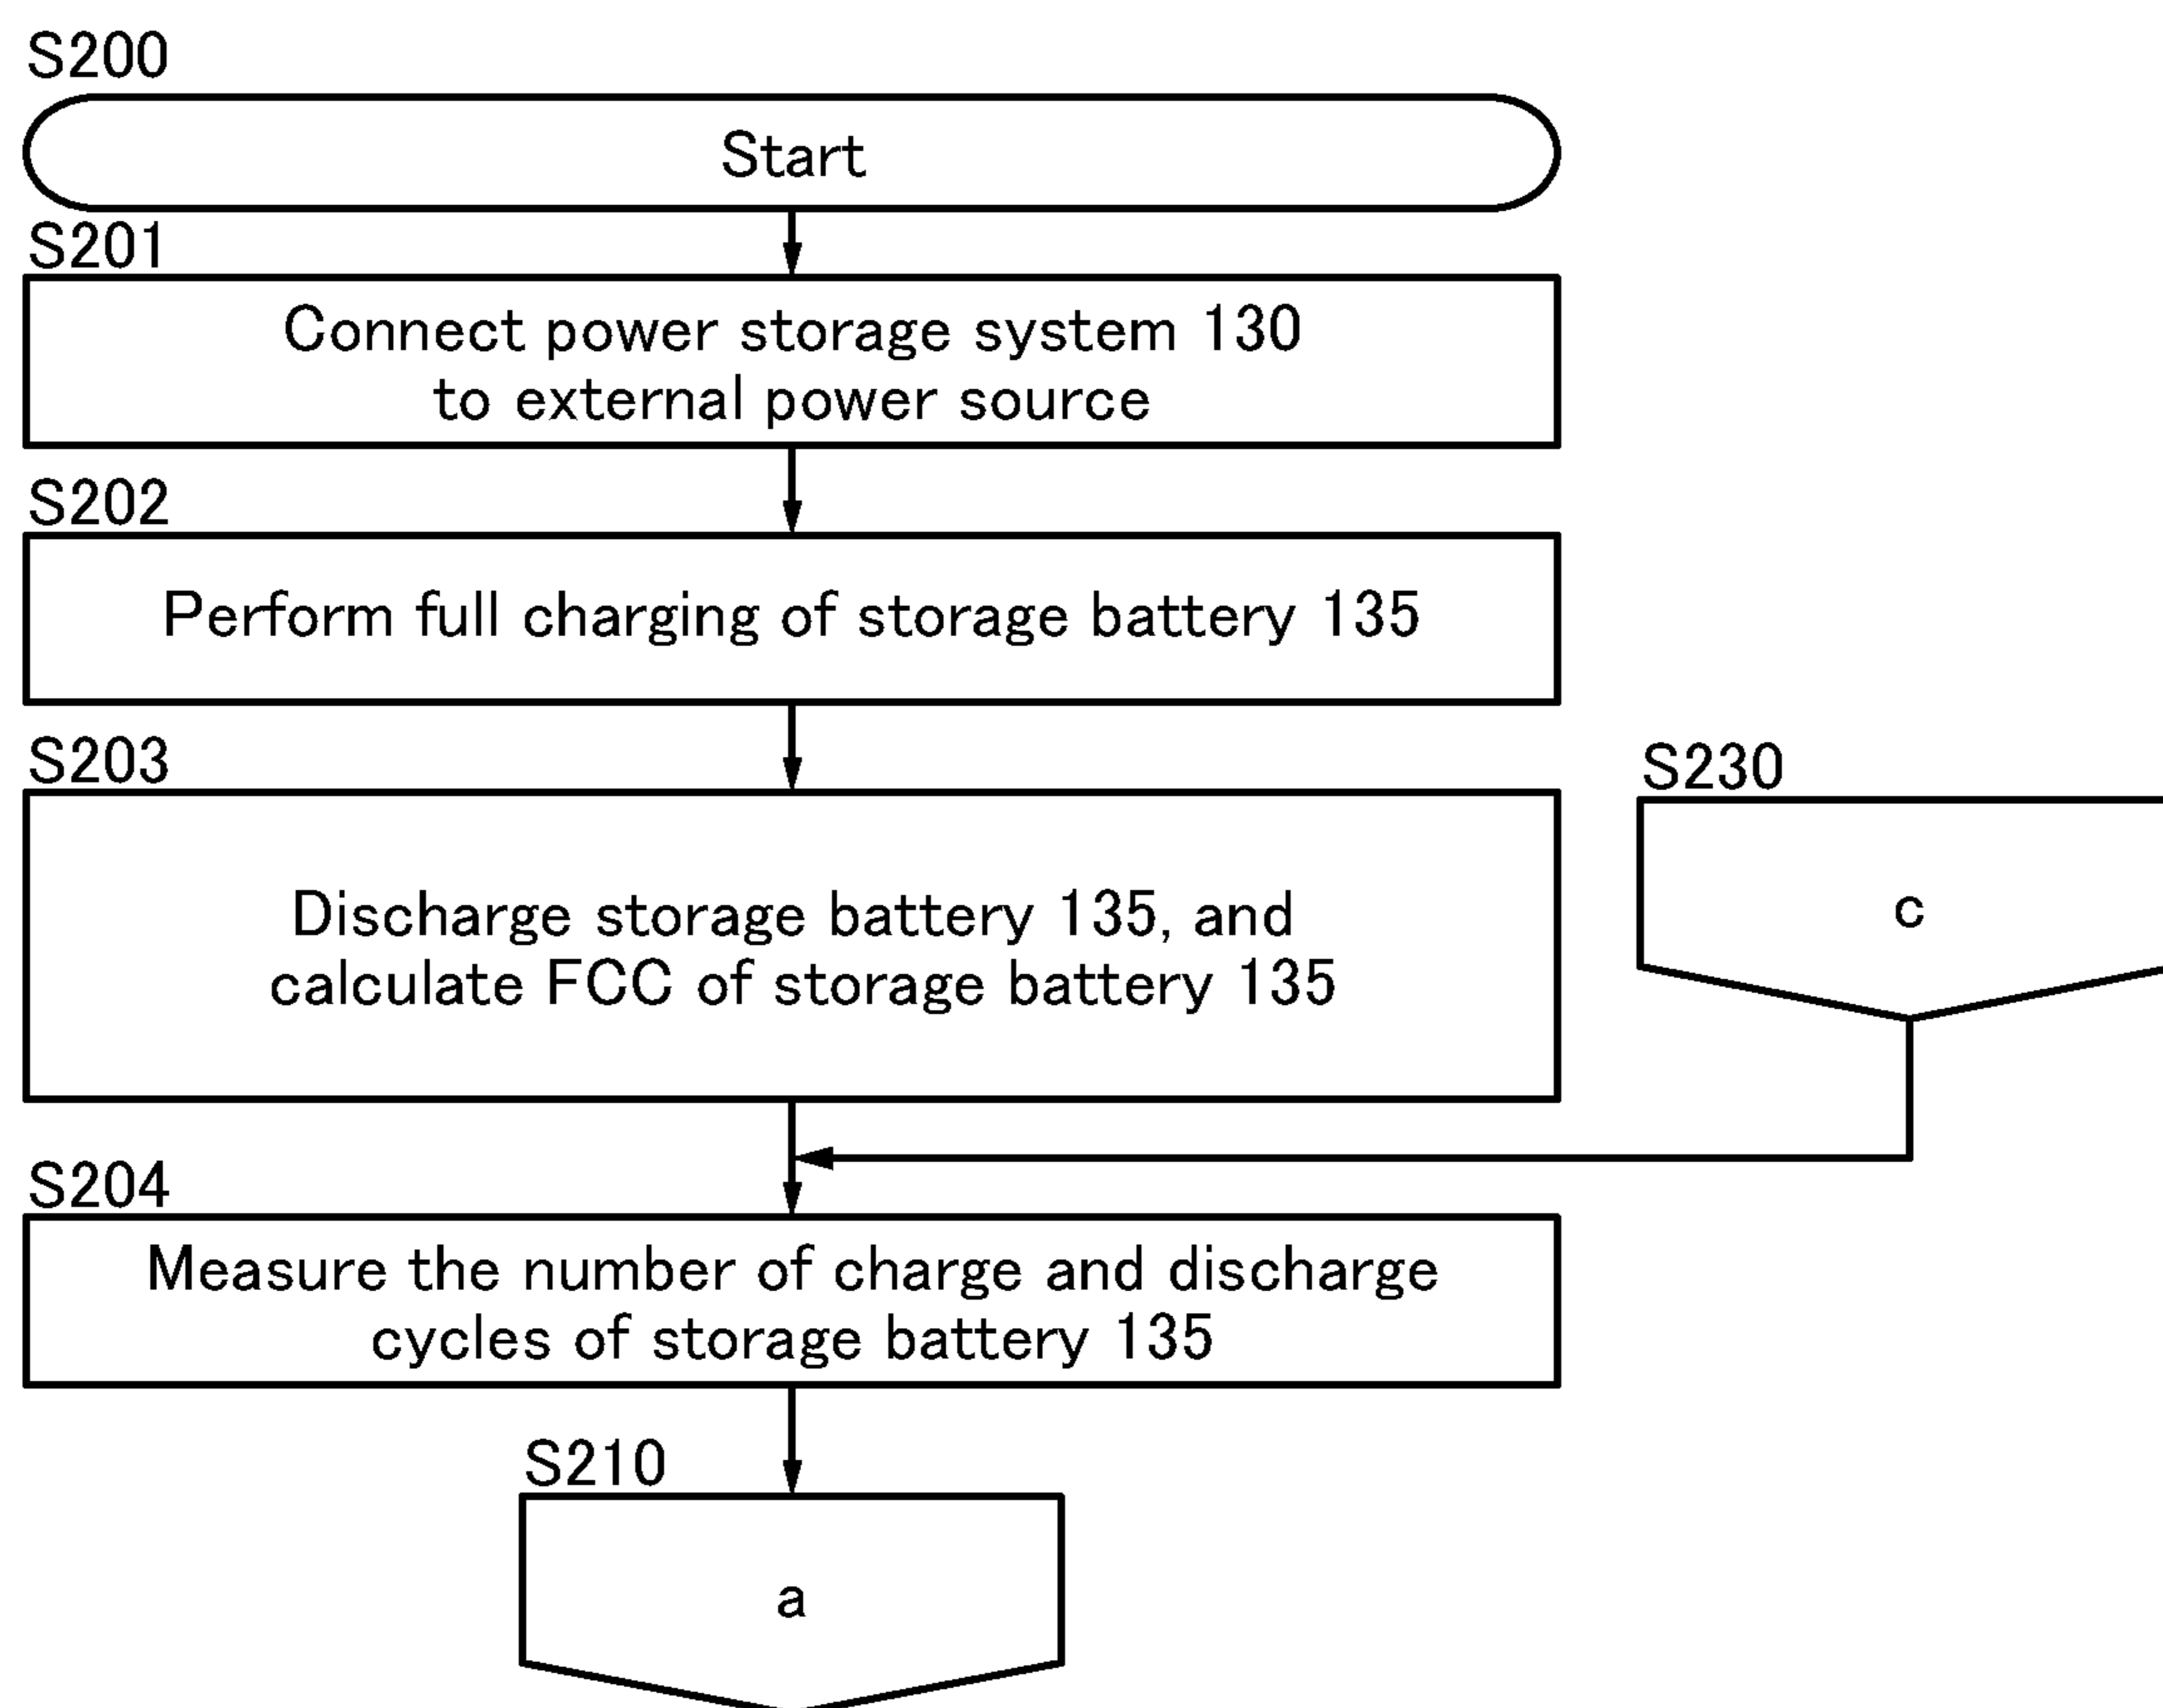 S200
Start
S201
Connect power storage system 130
to external power source
S202
Perform full charging of storage battery 135
S203
Discharge storage battery 135, and
calculate FCC of storage battery 135
S230
c
S204
Measure the number of charge and discharge
cycles of storage battery 135
S210
a